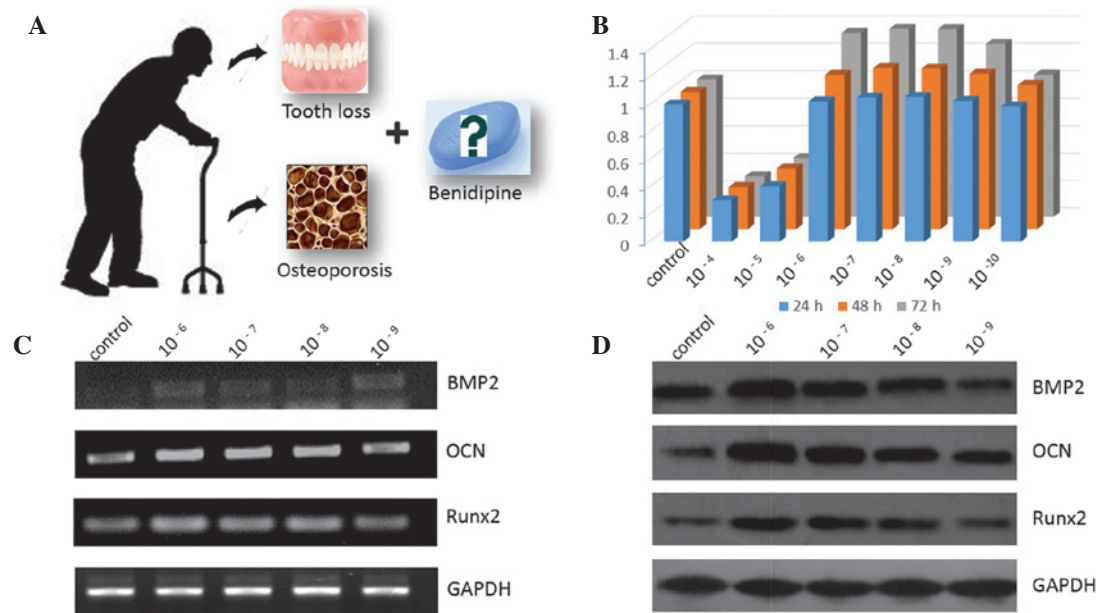 A
Tooth loss
+
?
Benidipine
Osteoporosis
B
1.4
1.2
1
0.8
0.6
0.4
0.2
0
control 10⁻⁴ 10⁻⁵ 10⁻⁶ 10⁻⁷ 10⁻⁸ 10⁻⁹ 10⁻¹⁰
24 h 48 h 72 h
C
control 10⁻⁶ 10⁻⁷ 10⁻⁸ 10⁻⁹
BMP2
OCN
Runx2
GAPDH
D
control 10⁻⁶ 10⁻⁷ 10⁻⁸ 10⁻⁹
BMP2
OCN
Runx2
GAPDH